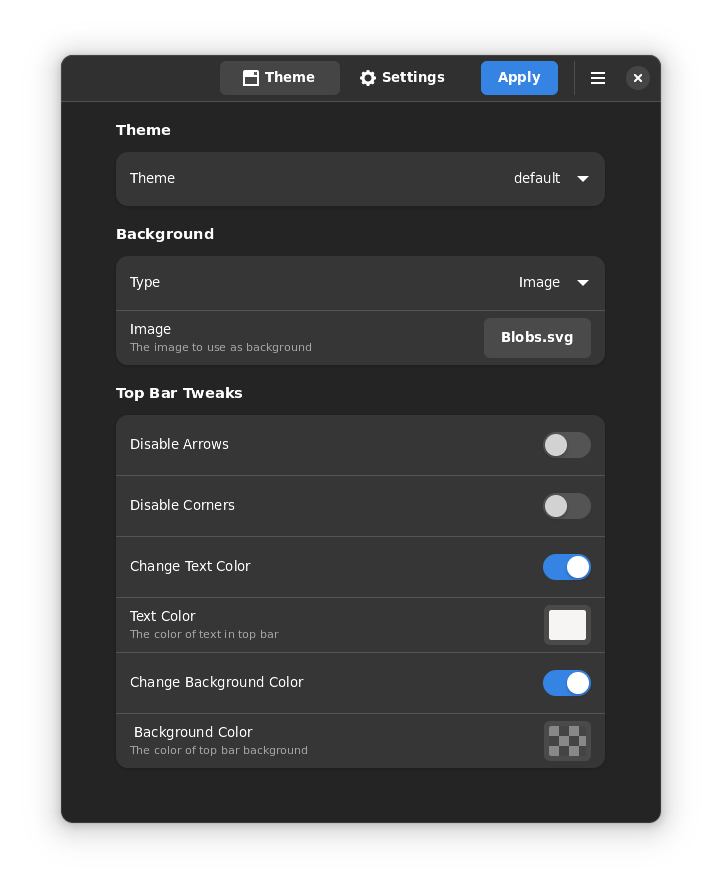 Theme
Settings
Apply
Theme
Theme
default
Background
Type
Image
Image
The image to use as background
Blobs.svg
Top Bar Tweaks
Disable Arrows
Disable Corners
Change Text Color
Text Color
The color of text in top bar
Change Background Color
Background Color
The color of top bar background